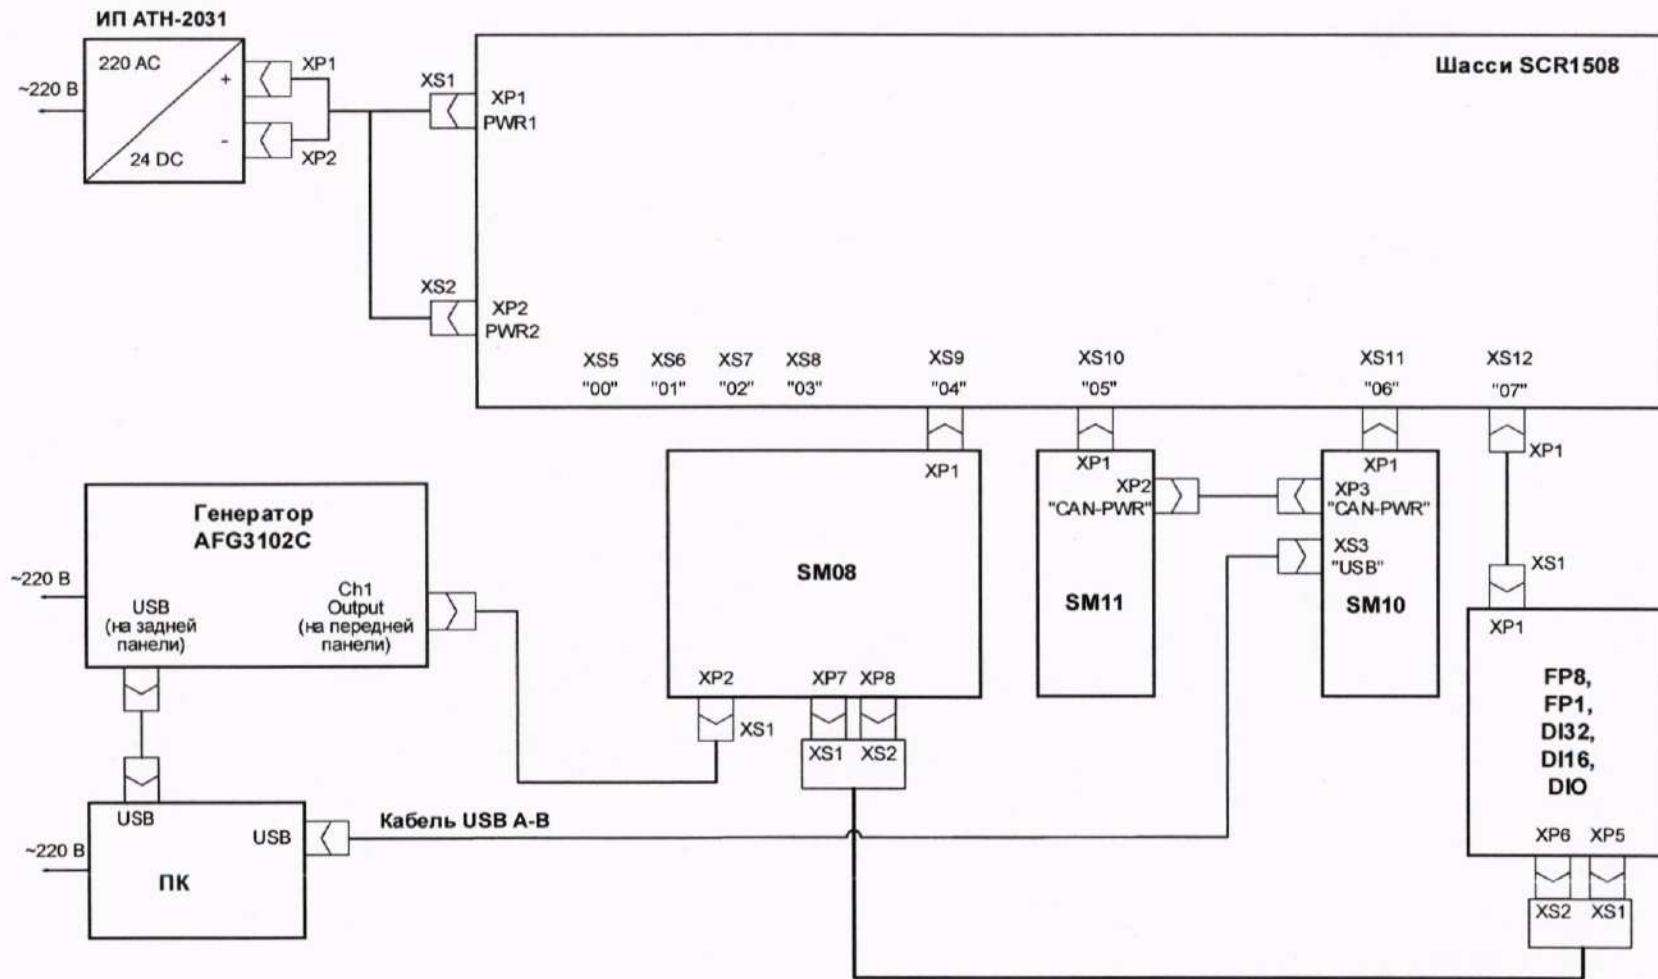 ИП АТН-2031
220 AC
24 DC
+
-
~220 В
XP1
XP2
XS1
XP1
PWR1
XS2
XP2
PWR2
Шасси SCR1508
XS5 XS6 XS7 XS8 XS9 XS10 XS11 XS12
"00" "01" "02" "03" "04" "05" "06" "07"
XP1
XP1
XP1
XP1
XP2
"CAN-PWR"
XP3
"CAN-PWR"
XS3
"USB"
Генератор
AFG3102C
~220 В
USB
(на задней
панели)
Ch1
Output
(на передней
панели)
SM08
SM11
SM10
XS1
XP1
FP8,
FP1,
DI32,
DI16,
DIO
XP2
XP7
XP8
XS1
XS1
XS2
USB
USB
Кабель USB A-B
~220 В
ПК
XP6
XP5
XS2
XS1